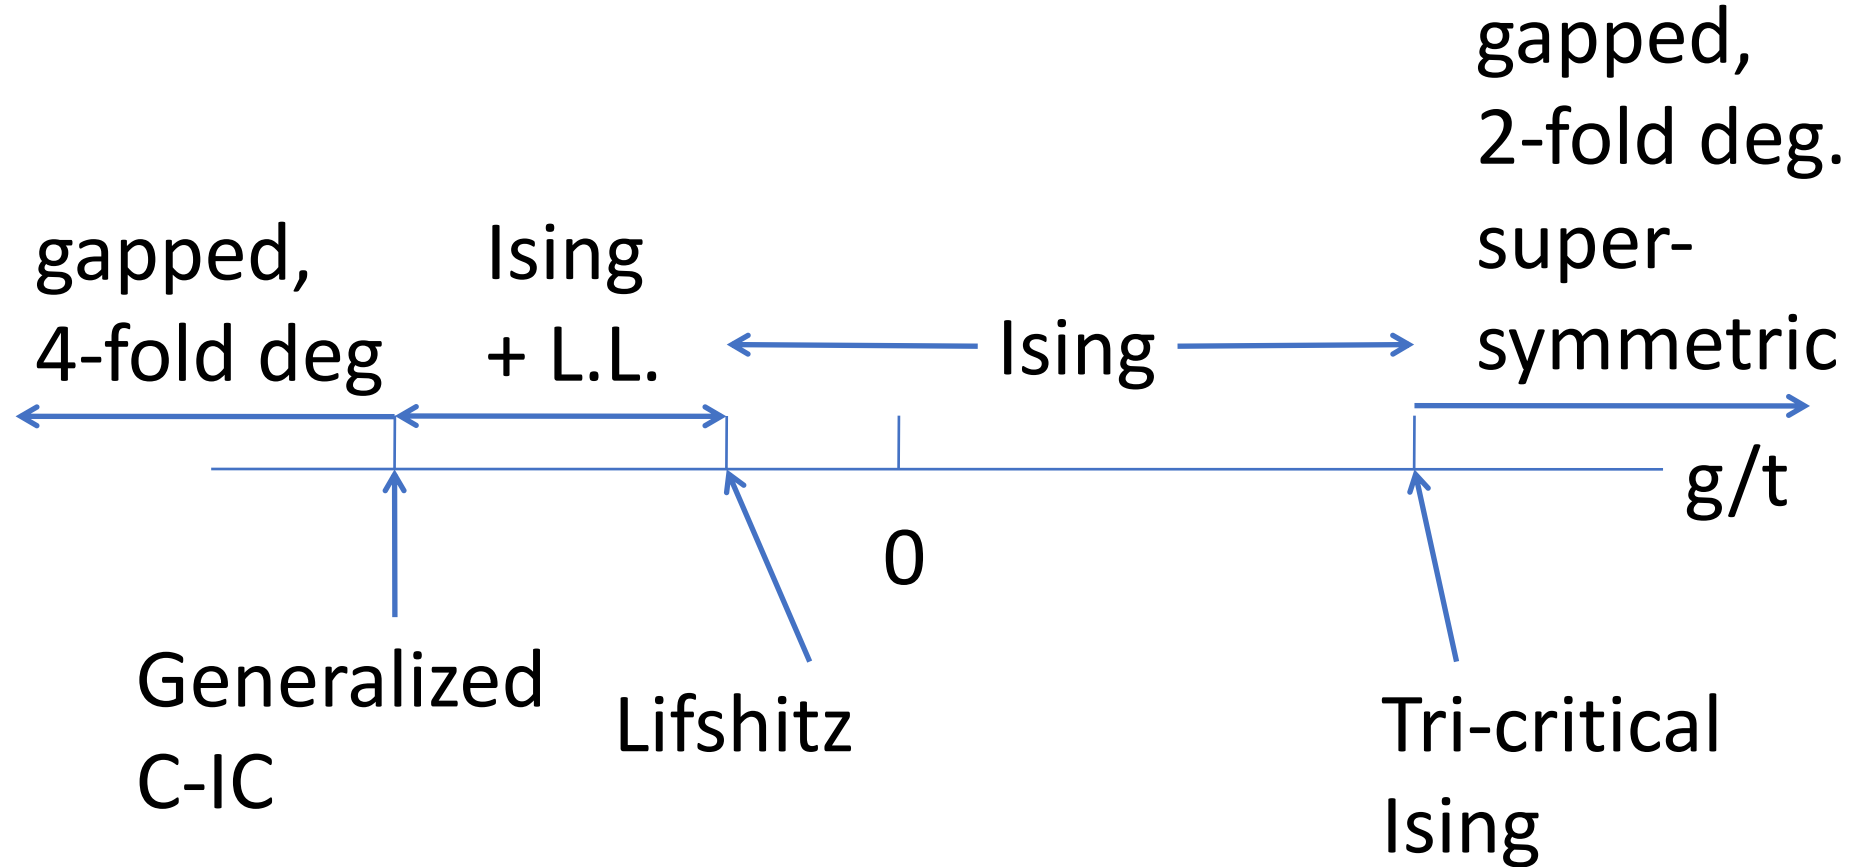 gapped,
4-fold deg
Ising
+ L.L.
Ising
gapped,
2-fold deg.
super-
symmetric
g/t
0
Generalized
C-IC
Lifshitz
Tri-critical
Ising